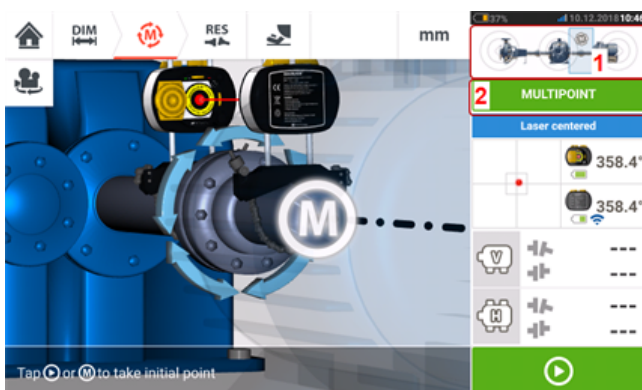 DIM
M
RES
mm
37%
10.12.2018 10:46
1
2 MULTIPOINT
Laser centered
358.4°
358.4°
M
V
---
---
H
---
---
Tap or M to take initial point